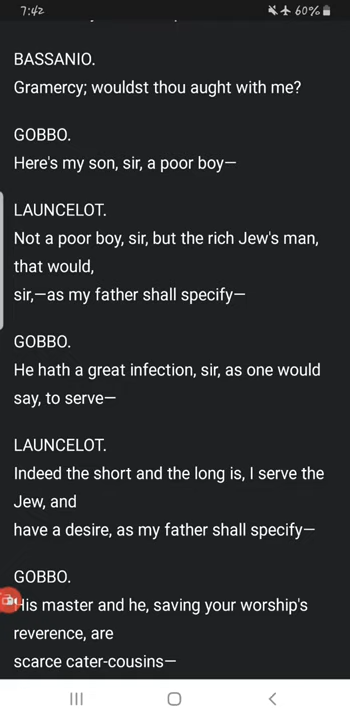 7:42
60%
BASSANIO.
Gramercy; wouldst thou aught with me?
GOBBO.
Here's my son, sir, a poor boy—
LAUNCELOT.
Not a poor boy, sir, but the rich Jew's man,
that would,
sir,—as my father shall specify—
GOBBO.
He hath a great infection, sir, as one would
say, to serve—
LAUNCELOT.
Indeed the short and the long is, I serve the
Jew, and
have a desire, as my father shall specify—
GOBBO.
His master and he, saving your worship's
reverence, are
scarce cater-cousins—